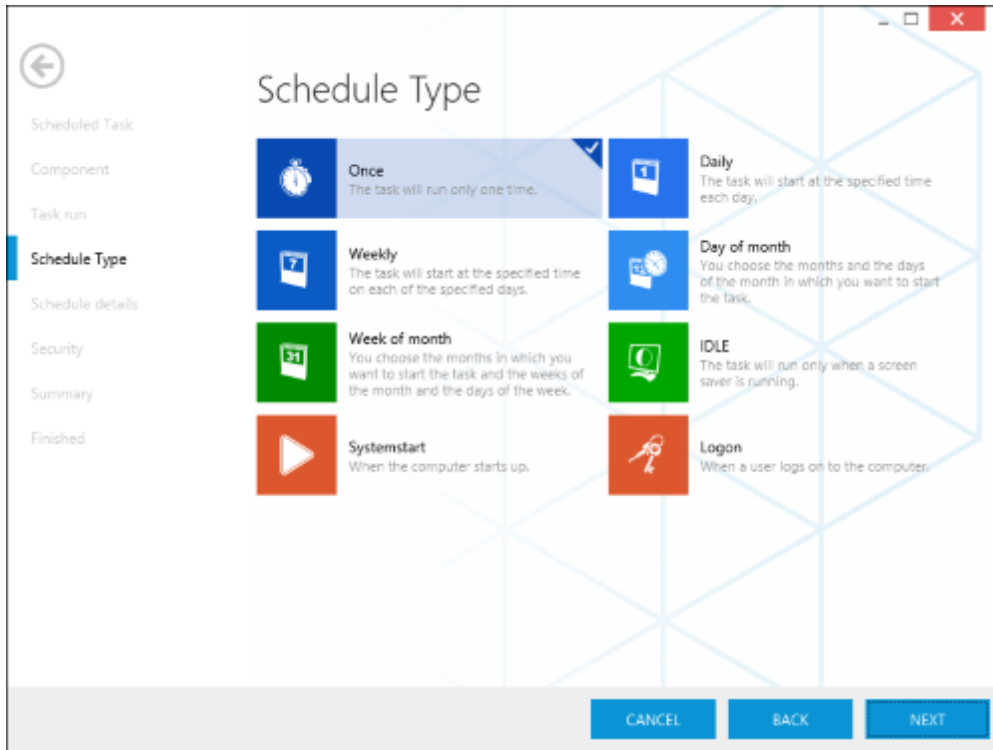 X
Schedule Type
Scheduled Task
Component
Task run
Schedule Type
Schedule details
Security
Summary
Finished
Once
The task will run only one time.
1
Daily
The task will start at the specified time
each day.
7
Weekly
The task will start at the specified time
on each of the specified days.
Day of month
You choose the months and the days
of the month in which you want to start
the task.
31
Week of month
You choose the months in which you
want to start the task and the weeks of
the month and the days of the week.
IDLE
The task will run only when a screen
saver is running.
Systemstart
When the computer starts up.
Logon
When a user logs on to the computer.
CANCEL
BACK
NEXT